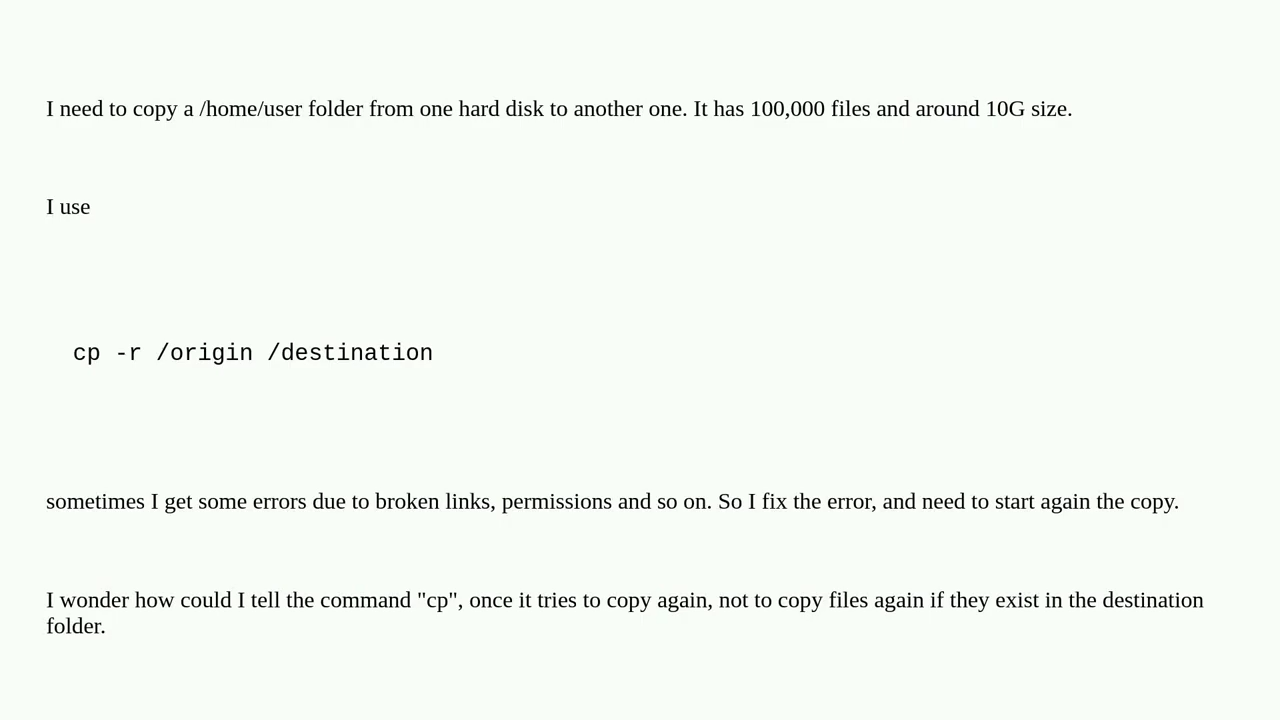 I need to copy a /home/user folder from one hard disk to another one. It has 100,000 files and around 10G size.
I use
cp -r /origin /destination
sometimes I get some errors due to broken links, permissions and so on. So I fix the error, and need to start again the copy.
I wonder how could I tell the command "cp", once it tries to copy again, not to copy files again if they exist in the destination
folder.